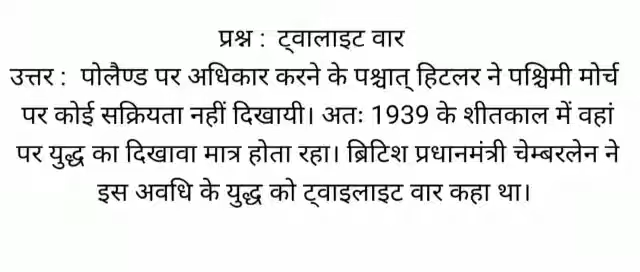 प्रश्न : ट्वालाइट वार
उत्तर : पोलैण्ड पर अधिकार करने के पश्चात् हिटलर ने पश्चिमी मोर्च
पर कोई सक्रियता नहीं दिखायी। अतः 1939 के शीतकाल में वहां
पर युद्ध का दिखावा मात्र होता रहा। ब्रिटिश प्रधानमंत्री चेम्बरलेन ने
इस अवधि के युद्ध को ट्वाइलाइट वार कहा था।